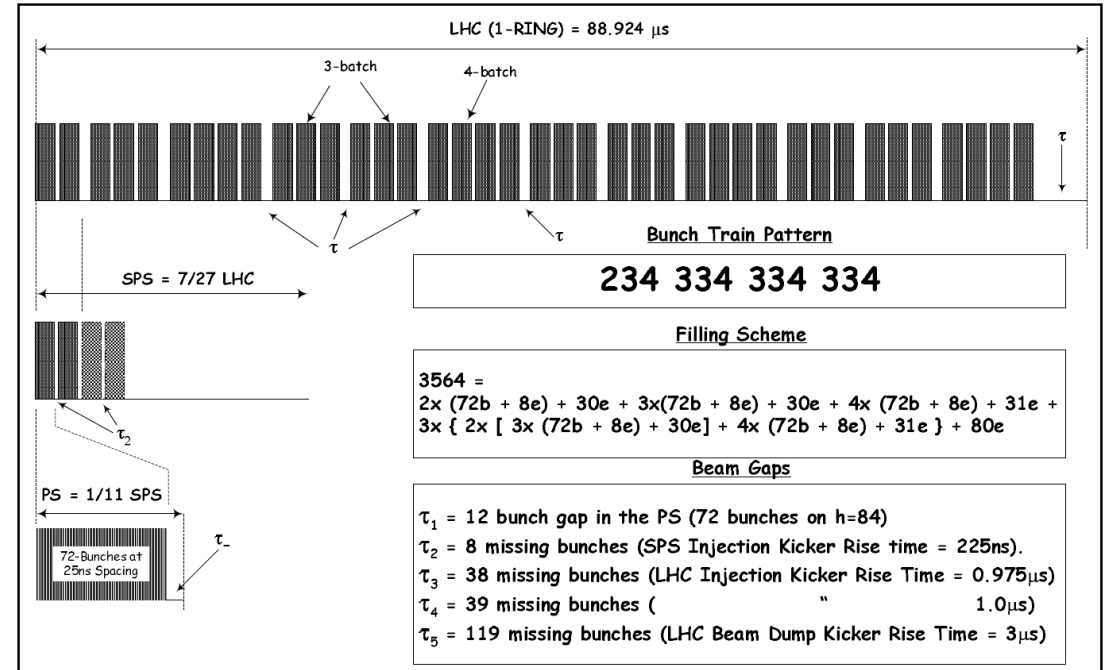 LHC (1-RING) = 88.924 μs
3-batch
4-batch
τ
τ
τ
Bunch Train Pattern
234 334 334 334
SPS = 7/27 LHC
Filling Scheme
3564 =
2x (72b + 8e) + 30e + 3x(72b + 8e) + 30e + 4x (72b + 8e) + 31e +
3x { 2x [ 3x (72b + 8e) + 30e] + 4x (72b + 8e) + 31e } + 80e
τ2
Beam Gaps
PS = 1/11 SPS
72-Bunches at
25ns Spacing
τ_
τ1 = 12 bunch gap in the PS (72 bunches on h=84)
τ2 = 8 missing bunches (SPS Injection Kicker Rise time = 225ns).
τ3 = 38 missing bunches (LHC Injection Kicker Rise Time = 0.975μs)
τ4 = 39 missing bunches ( " 1.0μs)
τ5 = 119 missing bunches (LHC Beam Dump Kicker Rise Time = 3μs)